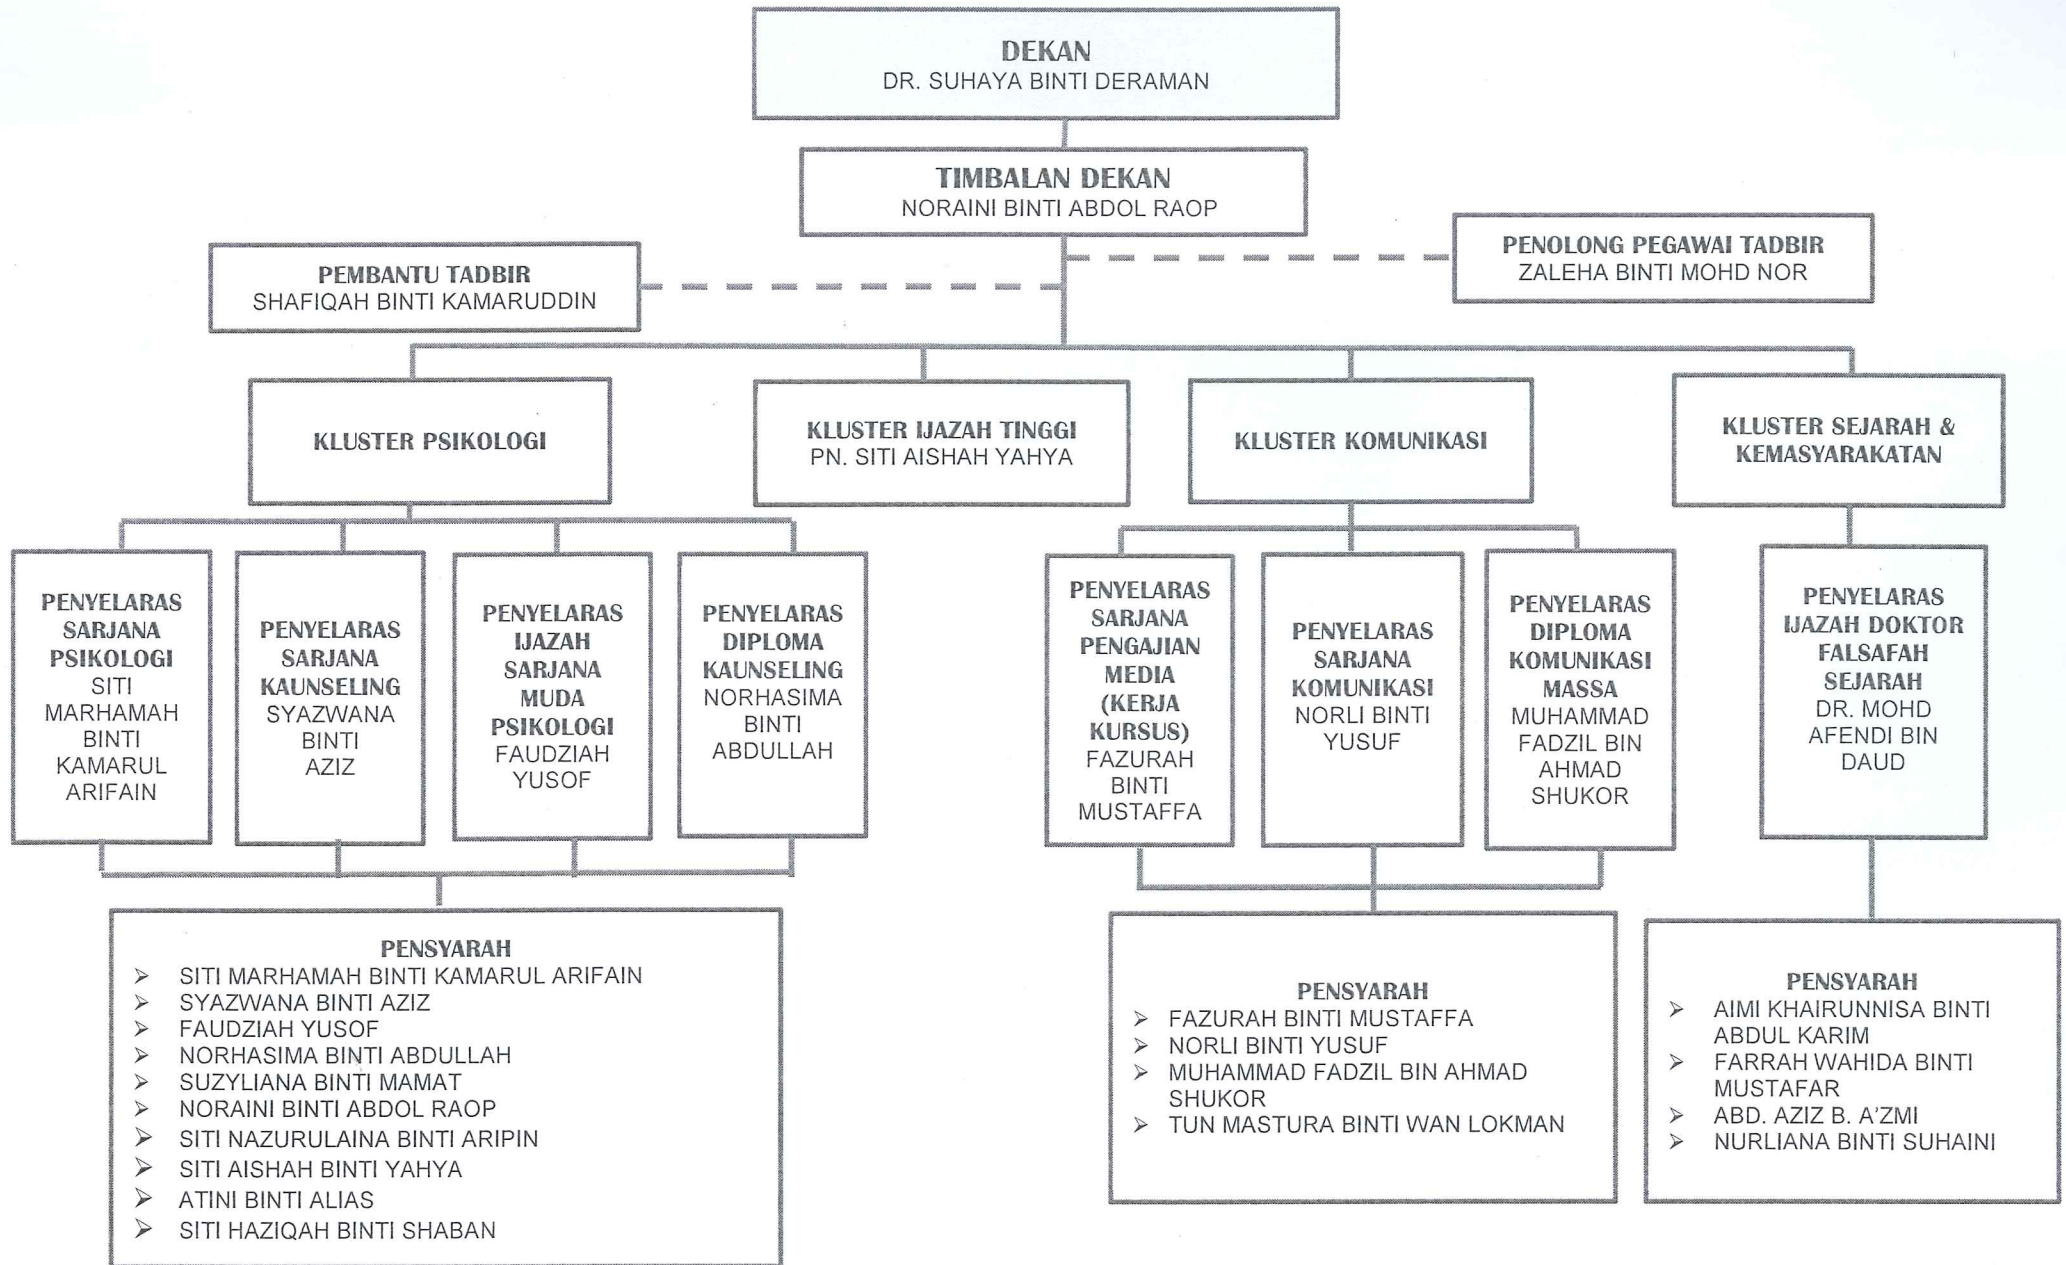 DEKAN
DR. SUHAYA BINTI DERAMAN
TIMBALAN DEKAN
NORAINI BINTI ABDOL RAOP
PEMBANTU TADBIR
SHAFIQAH BINTI KAMARUDDIN
PENOLONG PEGAWAI TADBIR
ZALEHA BINTI MOHD NOR
KLUSTER PSIKOLOGI
KLUSTER IJAZAH TINGGI
PN. SITI AISHAH YAHYA
KLUSTER KOMUNIKASI
KLUSTER SEJARAH &
KEMASYARAKATAN
PENYELARAS
SARJANA
PSIKOLOGI
SITI
MARHAMAH
BINTI
KAMARUL
ARIFAIN
PENYELARAS
SARJANA
KAUNSELING
SYAZWANA
BINTI
AZIZ
PENYELARAS
IJAZAH
SARJANA
MUDA
PSIKOLOGI
FAUDZIAH
YUSOF
PENYELARAS
DIPLOMA
KAUNSELING
NORHASIMA
BINTI
ABDULLAH
PENYELARAS
SARJANA
PENGAJIAN
MEDIA
(KERJA
KURSUS)
FAZURAH
BINTI
MUSTAFFA
PENYELARAS
SARJANA
KOMUNIKASI
NORLI BINTI
YUSUF
PENYELARAS
DIPLOMA
KOMUNIKASI
MASSA
MUHAMMAD
FADZIL BIN
AHMAD
SHUKOR
PENYELARAS
IJAZAH DOKTOR
FALSAFAH
SEJARAH
DR. MOHD
AFENDI BIN
DAUD
PENSYARAH
➢ SITI MARHAMAH BINTI KAMARUL ARIFAIN
➢ SYAZWANA BINTI AZIZ
➢ FAUDZIAH YUSOF
➢ NORHASIMA BINTI ABDULLAH
➢ SUZYLIANA BINTI MAMAT
➢ NORAINI BINTI ABDOL RAOP
➢ SITI NAZURULAINA BINTI ARIPIN
➢ SITI AISHAH BINTI YAHYA
➢ ATINI BINTI ALIAS
➢ SITI HAZIQAH BINTI SHABAN
PENSYARAH
➢ FAZURAH BINTI MUSTAFFA
➢ NORLI BINTI YUSUF
➢ MUHAMMAD FADZIL BIN AHMAD
SHUKOR
➢ TUN MASTURA BINTI WAN LOKMAN
PENSYARAH
➢ AIMI KHAIRUNNISA BINTI
ABDUL KARIM
➢ FARRAH WAHIDA BINTI
MUSTAFAR
➢ ABD. AZIZ B. A'ZMI
➢ NURLIANA BINTI SUHAINI